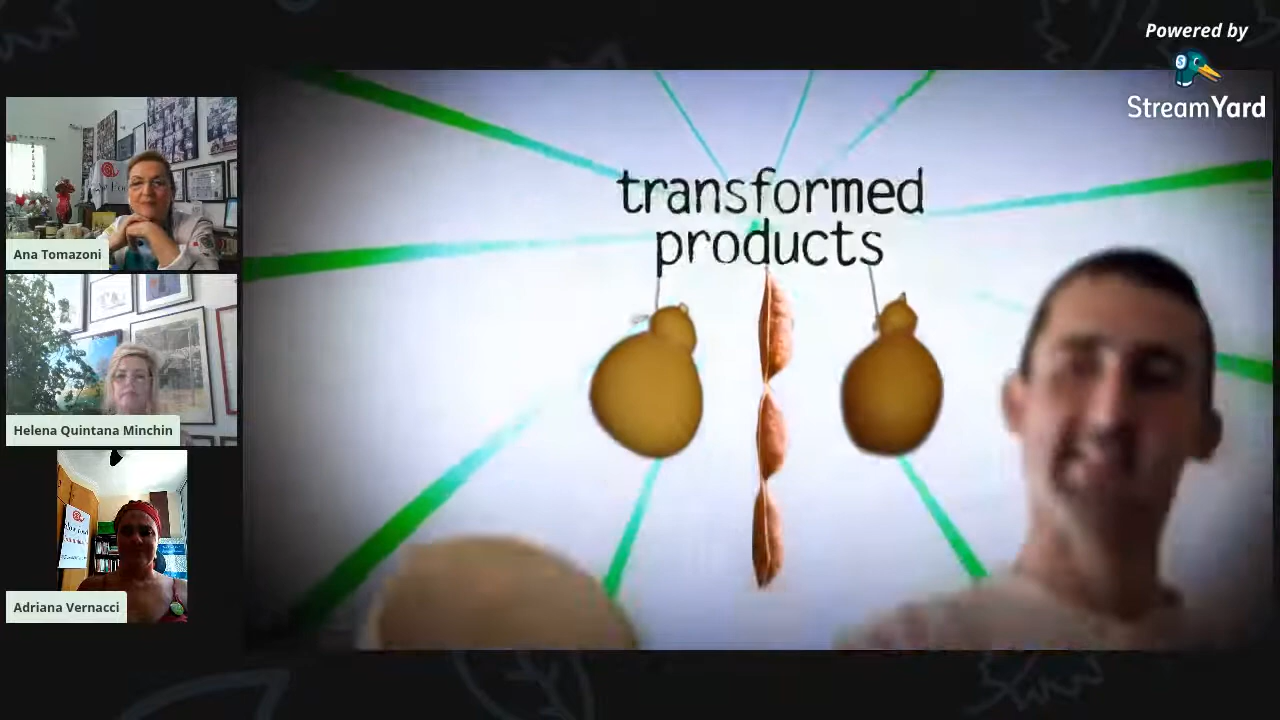 Powered by
StreamYard
transformed
products
Ana Tomazoni
Helena Quintana Minchin
Adriana Vernacci